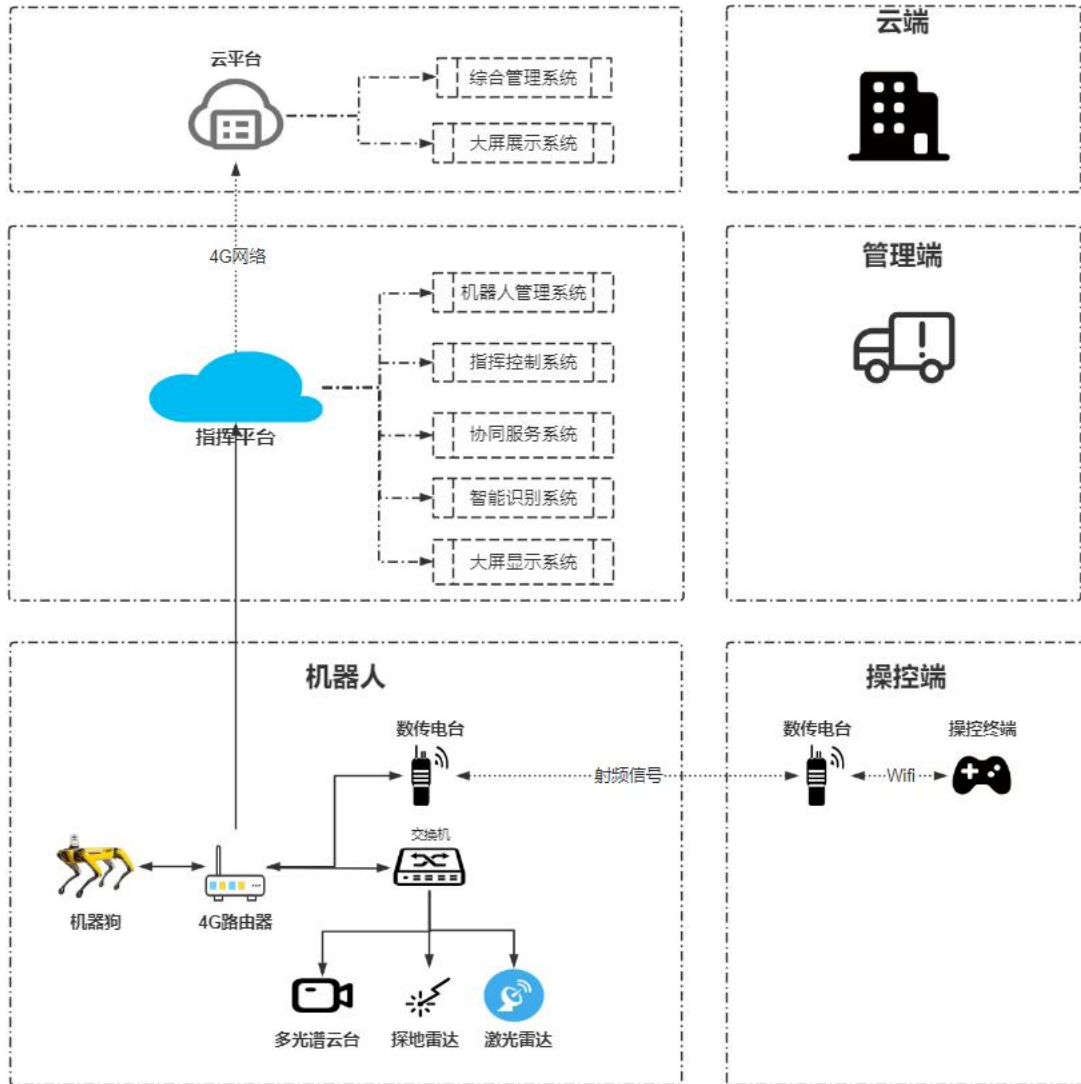 云端
云平台
综合管理系统
大屏展示系统
4G网络
管理端
机器人管理系统
指挥控制系统
协同服务系统
智能识别系统
大屏显示系统
指挥平台
机器人
操控端
数传电台
数传电台
操控终端
射频信号
Wifi
交换机
机器狗
4G路由器
多光谱云台
探地雷达
激光雷达